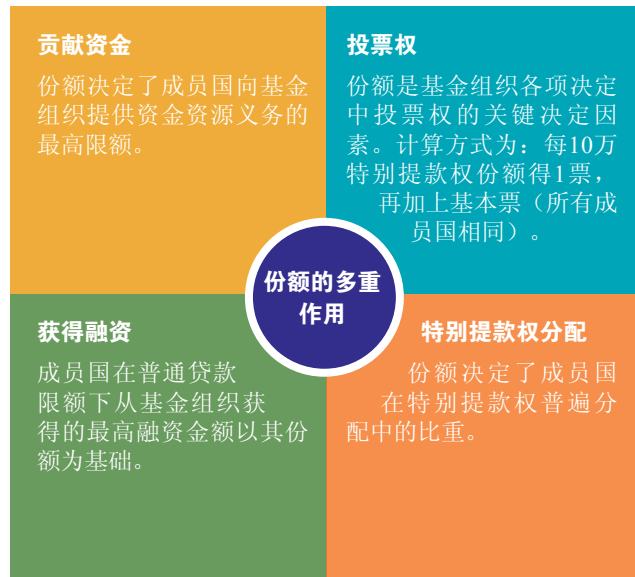 贡献资金
份额决定了成员国向基金
组织提供资金资源义务的
最高限额。
投票权
份额是基金组织各项决定
中投票权的关键决定因
素。计算方式为：每10万
特别提款权份额得1票，
再加上基本票（所有成
员国相同）。
份额的多重
作用
获得融资
成员国在普通贷款
限额下从基金组织获
得的最高融资金额以其份
额为基础。
特别提款权分配
份额决定了成员国
在特别提款权普遍分
配中的比重。